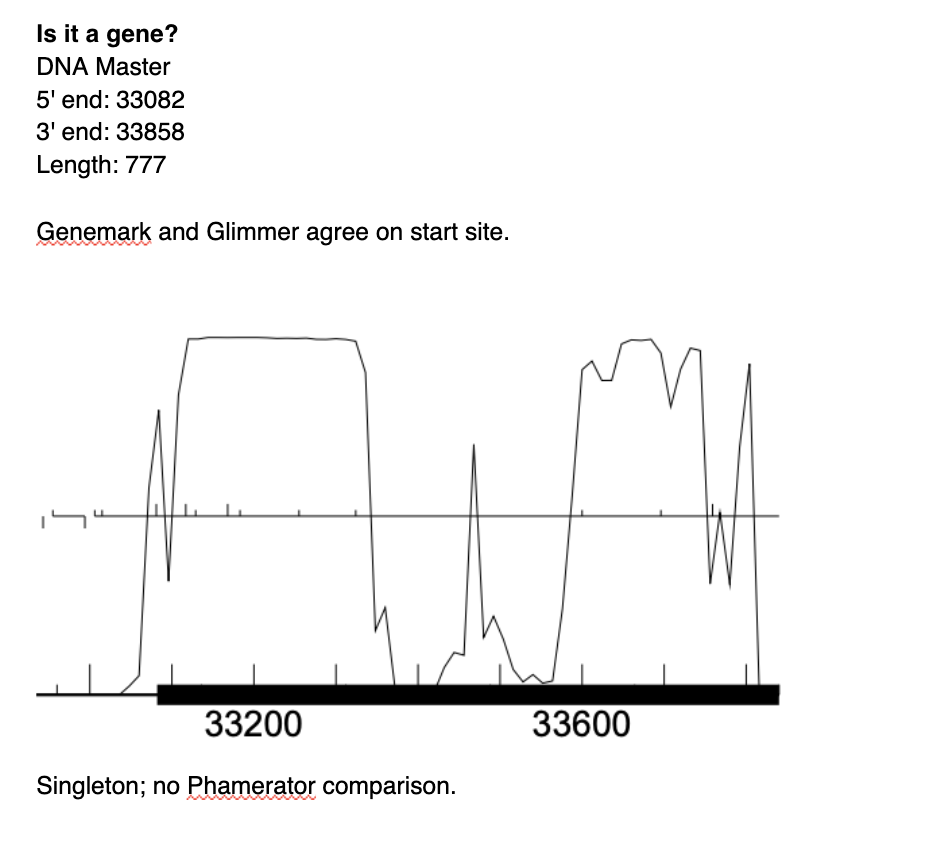 Is it a gene?
DNA Master
5' end: 33082
3' end: 33858
Length: 777
Genemark and Glimmer agree on start site.
33200 33600
Singleton; no Phamerator comparison.